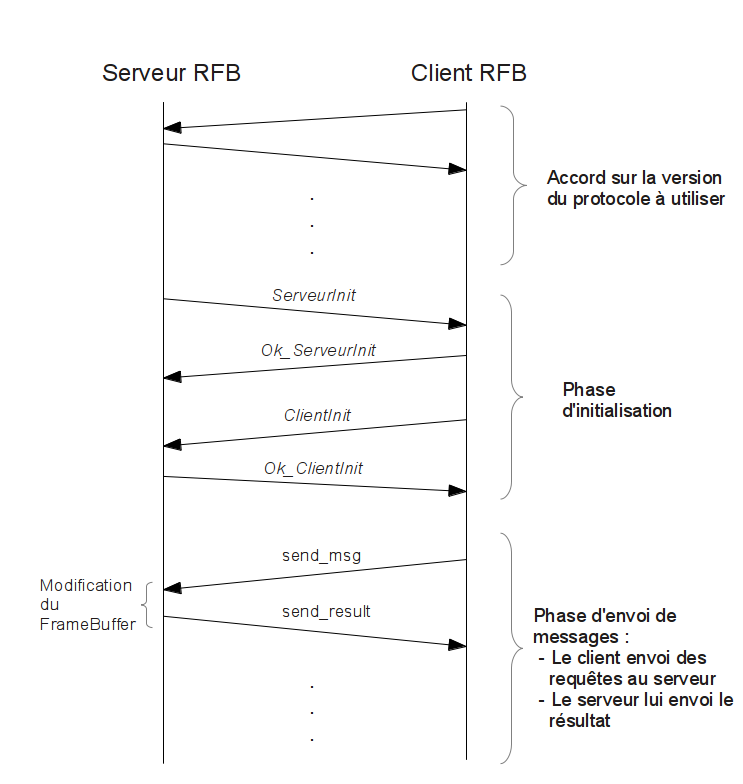 Serveur RFB
Client RFB
Accord sur la version
du protocole à utiliser
ServeurInit
Ok_ServeurInit
ClientInit
Ok_ClientInit
Phase
d'initialisation
send_msg
send_result
Modification
du
FrameBuffer
Phase d'envoi de
messages :
- Le client envoi des
requêtes au serveur
- Le serveur lui envoi le
résultat